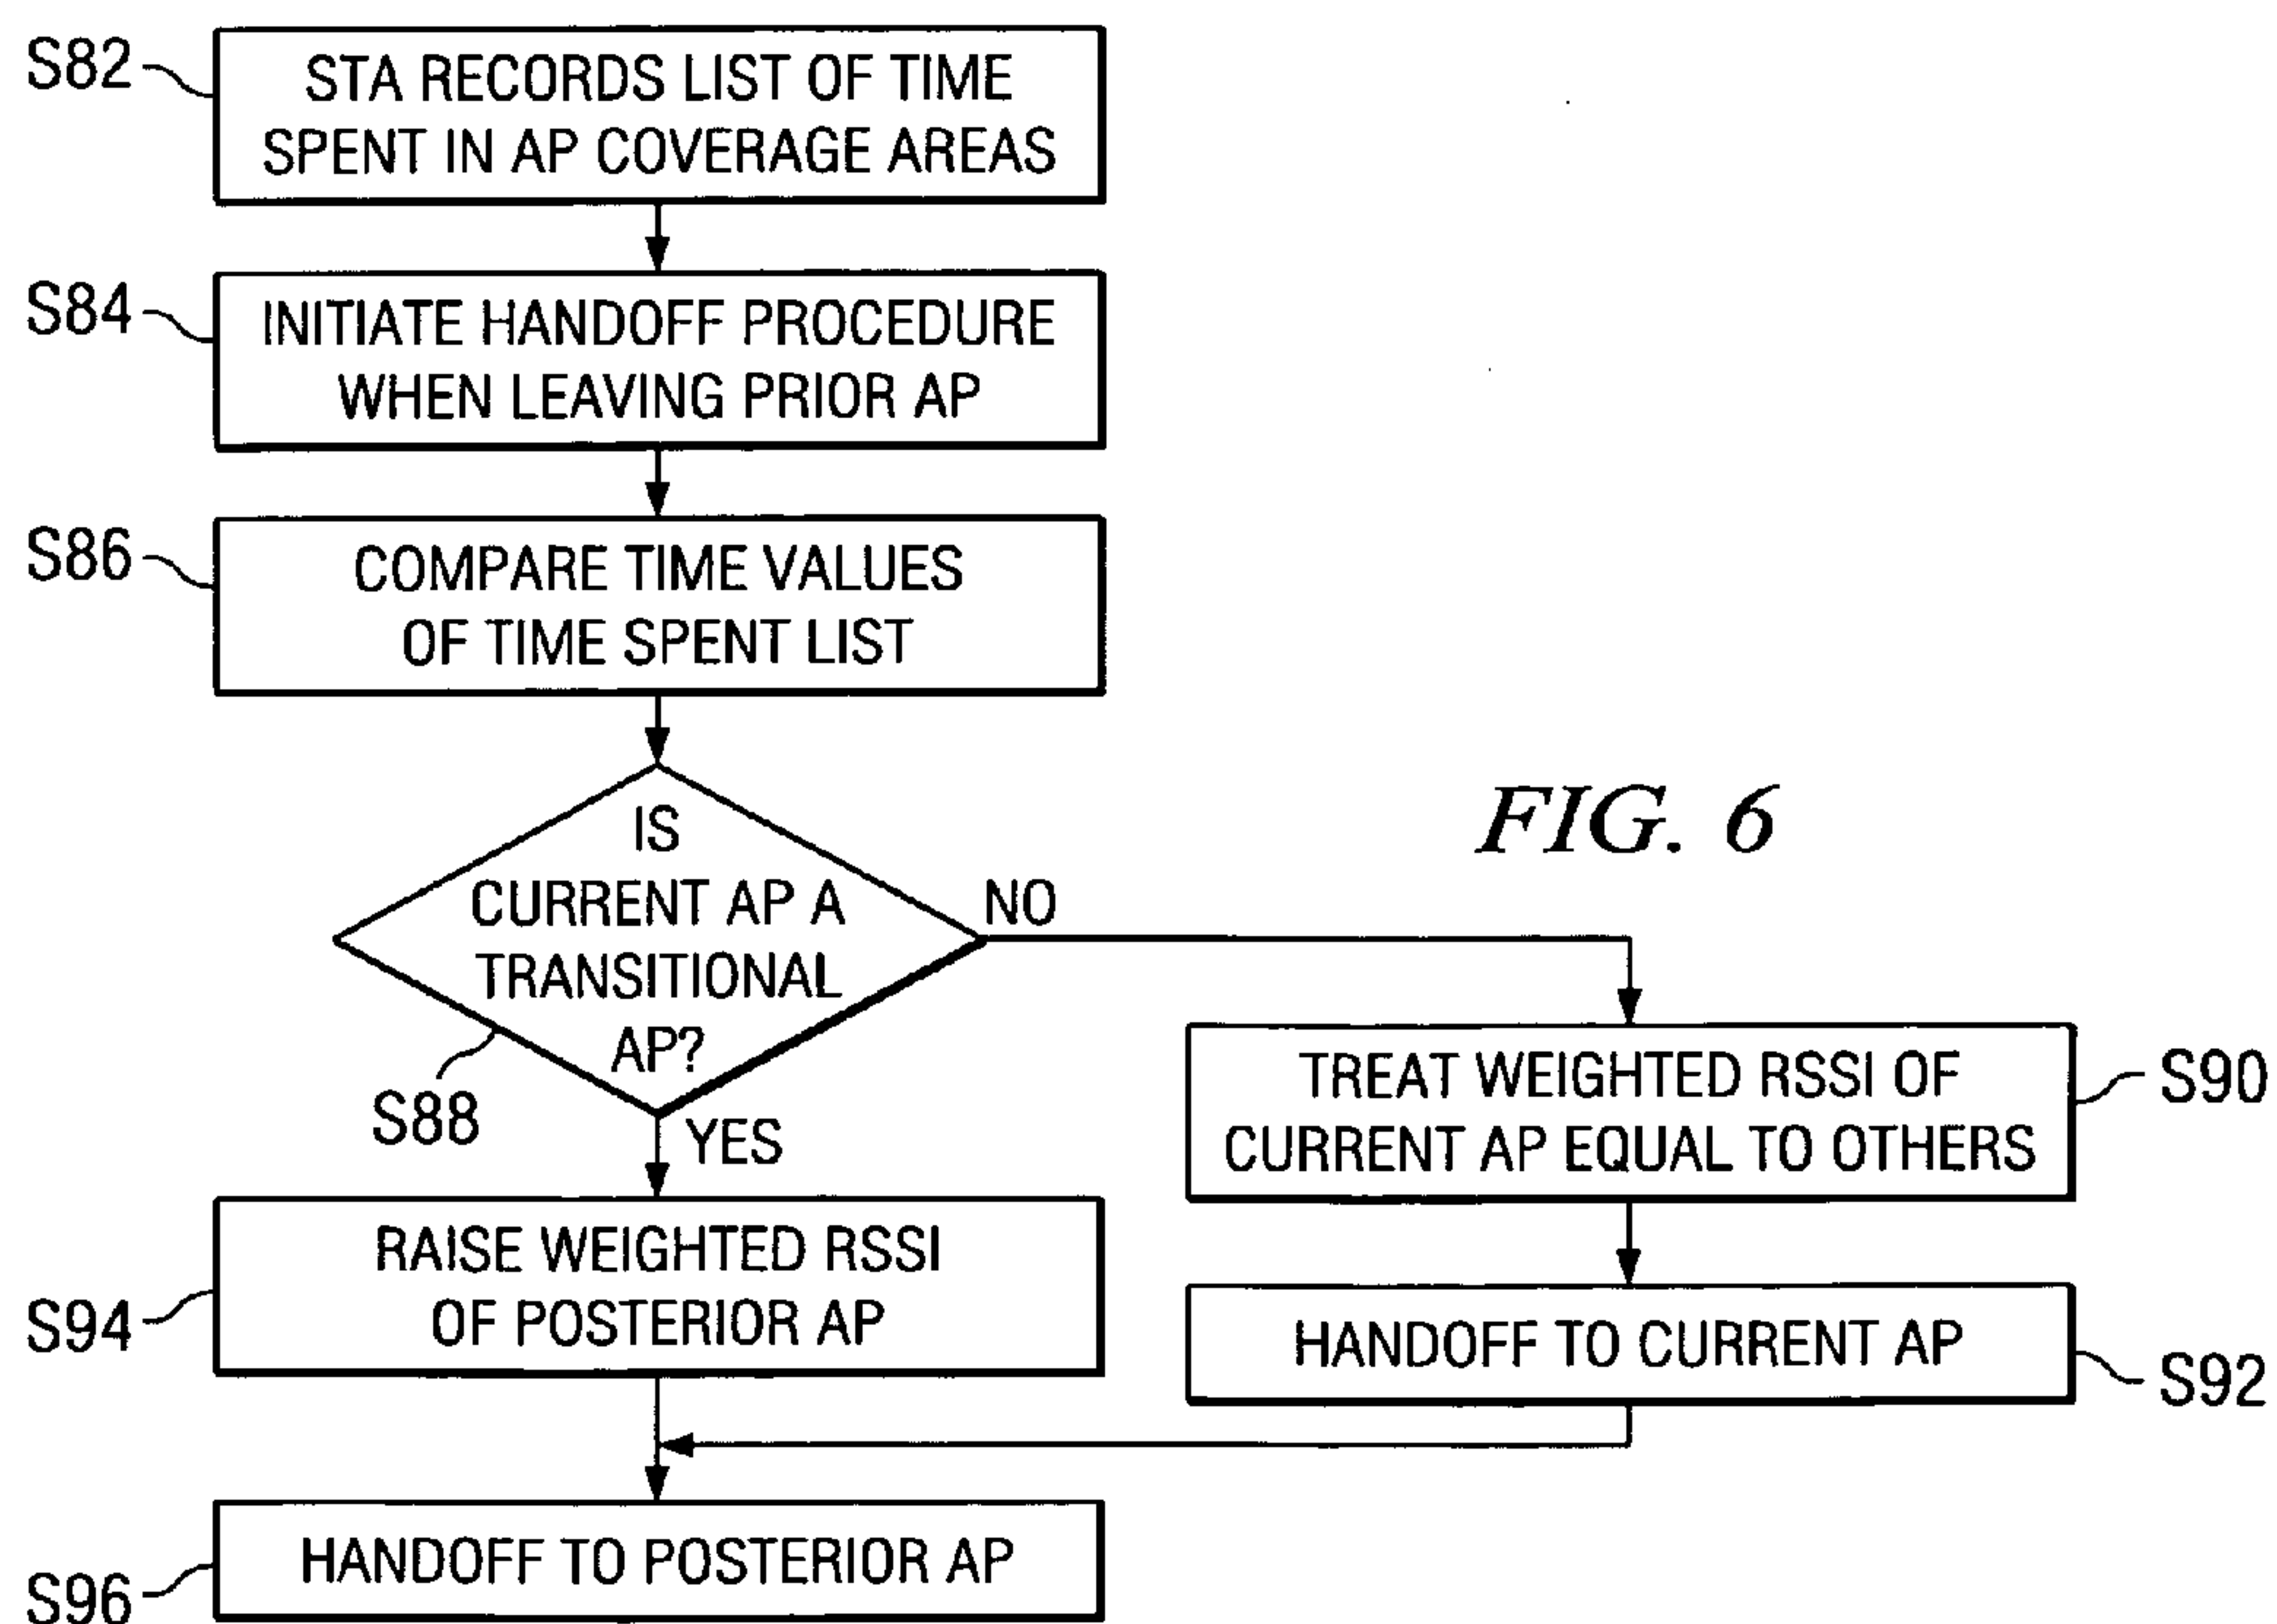 S82
STA RECORDS LIST OF TIME
SPENT IN AP COVERAGE AREAS
S84
INITIATE HANDOFF PROCEDURE
WHEN LEAVING PRIOR AP
S86
COMPARE TIME VALUES
OF TIME SPENT LIST
IS
CURRENT AP A
TRANSITIONAL
AP?
S88
NO
YES
FIG. 6
TREAT WEIGHTED RSSI OF
CURRENT AP EQUAL TO OTHERS
S90
HANDOFF TO CURRENT AP
S92
RAISE WEIGHTED RSSI
OF POSTERIOR AP
S94
HANDOFF TO POSTERIOR AP
S96